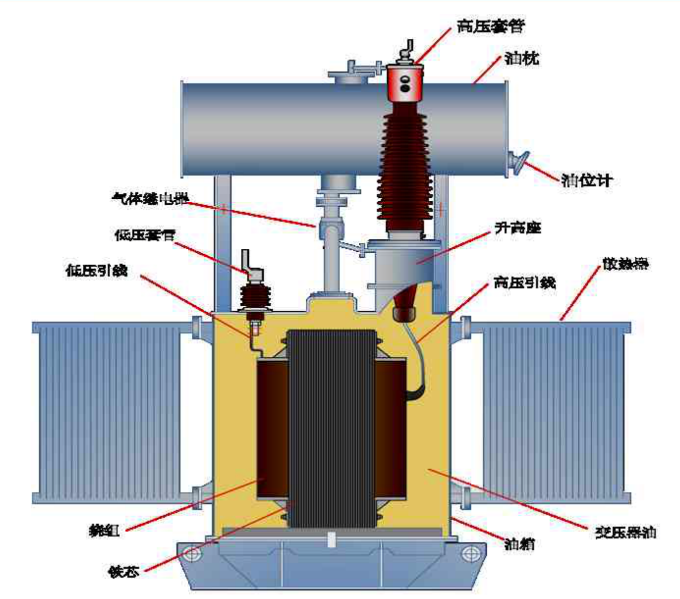 高压套管
油枕
油位计
气体继电器
低压套管
升高座
低压引线
散热器
高压引线
绕组
油箱
变压器油
铁芯